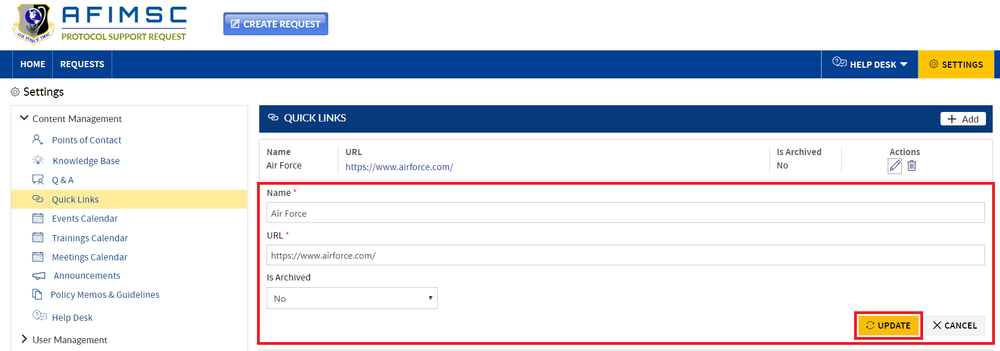 AFIMSC
PROTOCOL SUPPORT REQUEST
AIR FORCE IMSC
CREATE REQUEST
HOME
REQUESTS
HELP DESK
SETTINGS
Settings
Content Management
Points of Contact
Knowledge Base
Q & A
Quick Links
Events Calendar
Trainings Calendar
Meetings Calendar
Announcements
Policy Memos & Guidelines
Help Desk
User Management
QUICK LINKS
Add
Name
URL
Is Archived
Actions
Air Force
https://www.airforce.com/
No
Name *
Air Force
URL *
https://www.airforce.com/
Is Archived
No
UPDATE
CANCEL